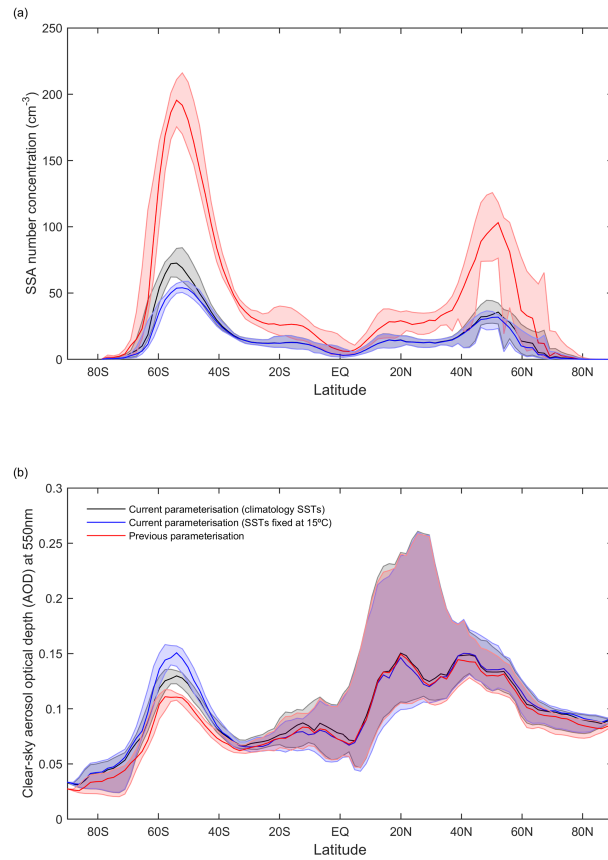 (a)
250
200
150
100
50
0
SSA number concentration (cm-3)
80S 60S 40S 20S EQ 20N 40N 60N 80N
Latitude
(b)
0.3
0.25
0.2
0.15
0.1
0.05
0
Clear-sky aerosol optical depth (AOD) at 550nm
Current parameterisation (climatology SSTs)
Current parameterisation (SSTs fixed at 15ºC)
Previous parameterisation
80S 60S 40S 20S EQ 20N 40N 60N 80N
Latitude